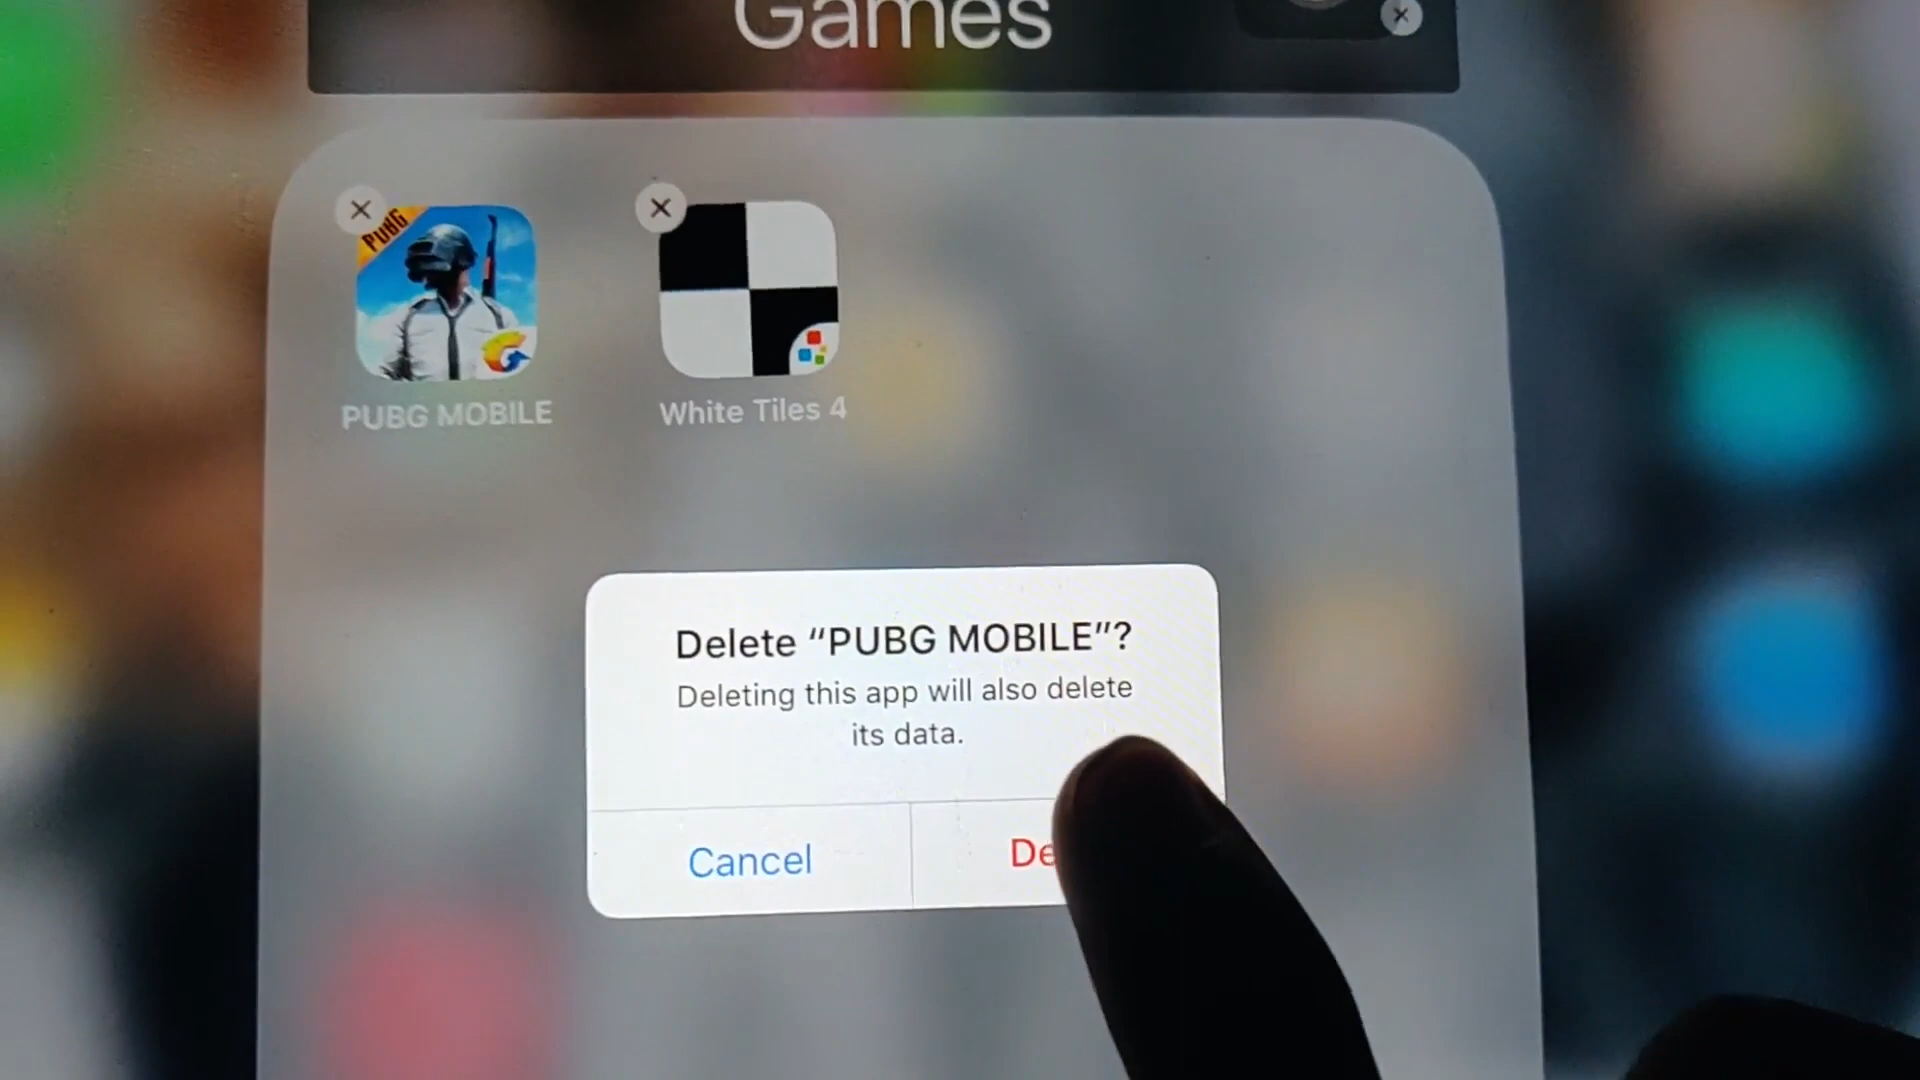 Games
PUBG
PUBG MOBILE
White Tiles 4
Delete “PUBG MOBILE”?
Deleting this app will also delete
its data.
Cancel
De